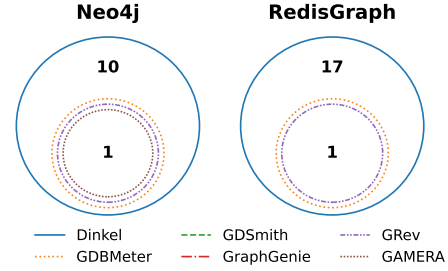 Neo4j RedisGraph
10 17
1 1
Dinkel GDSmith GRev
GDBMeter GraphGenie GAMERA